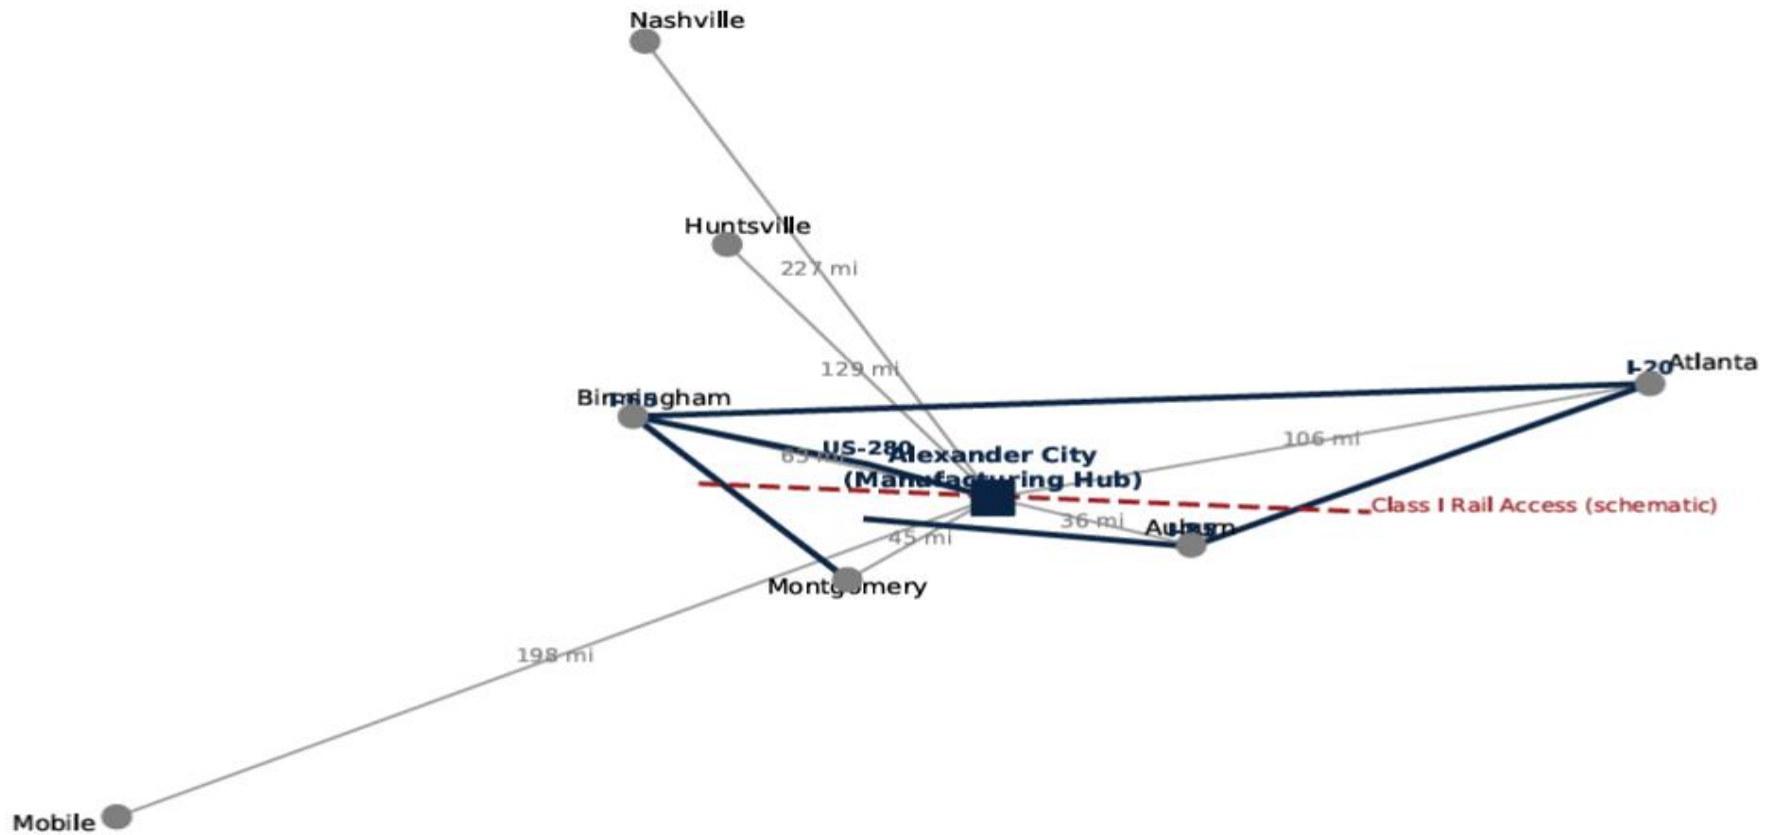 Nashville
Huntsville
227 mi
129 mi
I-20
Atlanta
Birmingham
106 mi
US-280
Alexander City
(Manufacturing Hub)
Class I Rail Access (schematic)
36 mi
Auburn
45 mi
Montgomery
198 mi
Mobile